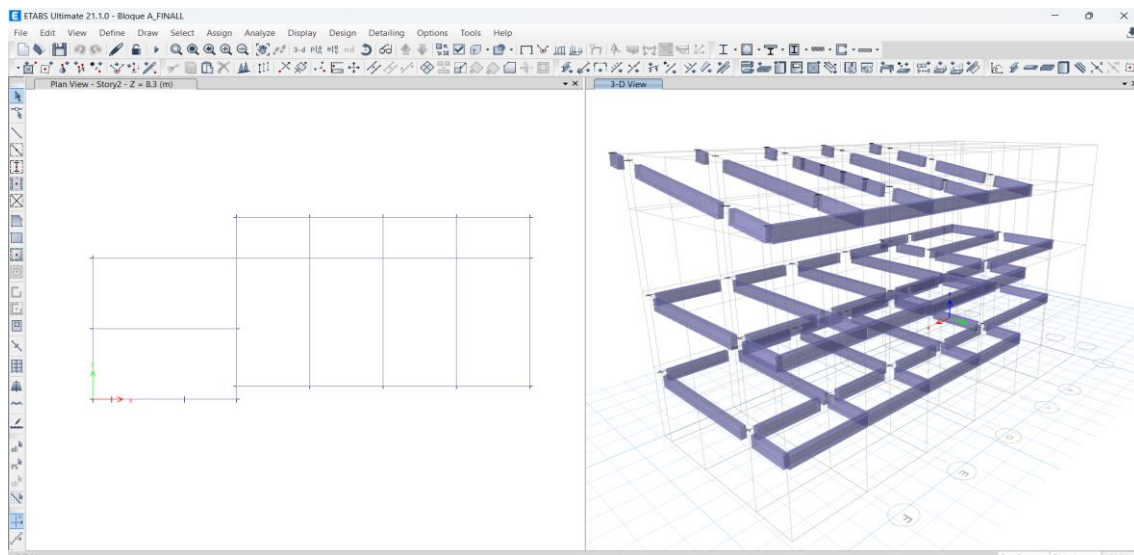 ETABS Ultimate 21.1.0 - Bloque A_FINALL
File Edit View Define Draw Select Assign Analyze Display Design Detailing Options Tools Help
3-d
Plan View - Story2 - Z = 8.3 (m)
3-D View
X
F
E
D